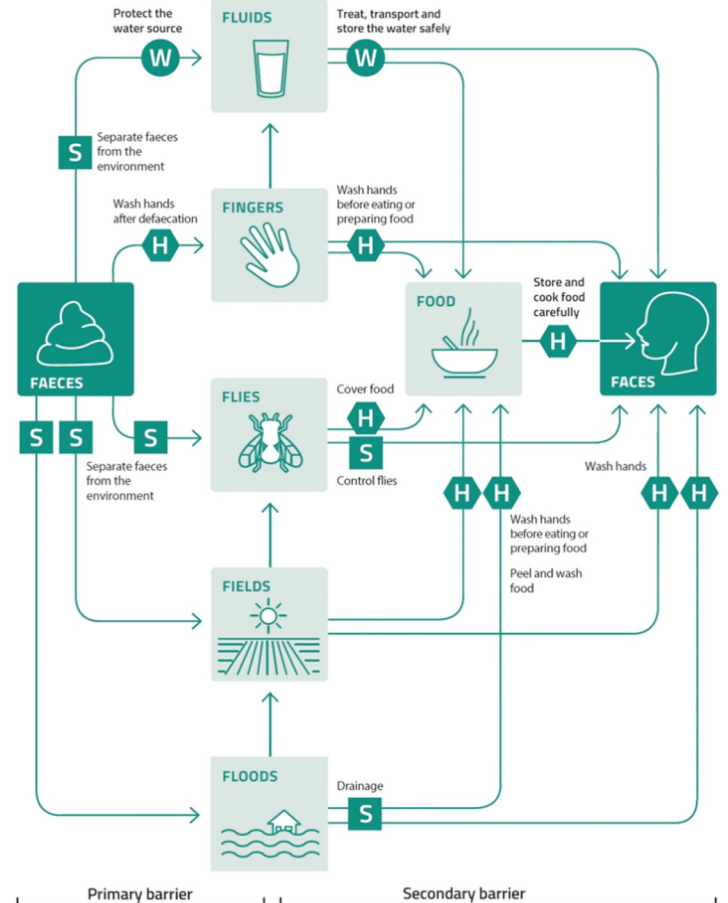 Protect the
water source
W
FLUIDS
Treat, transport and
store the water safely
W
S
Separate faeces
from the
environment
Wash hands
after defaecation
H
FINGERS
Wash hands
before eating or
preparing food
H
FAECES
FOOD
Store and
cook food
carefully
H
FACES
S
S
S
Separate faeces
from the
environment
FLIES
Cover food
H
S
Control flies
H
H
Wash hands
before eating or
preparing food
Peel and wash
food
Wash hands
H
H
FIELDS
FLOODS
Drainage
S
Primary barrier
Secondary barrier